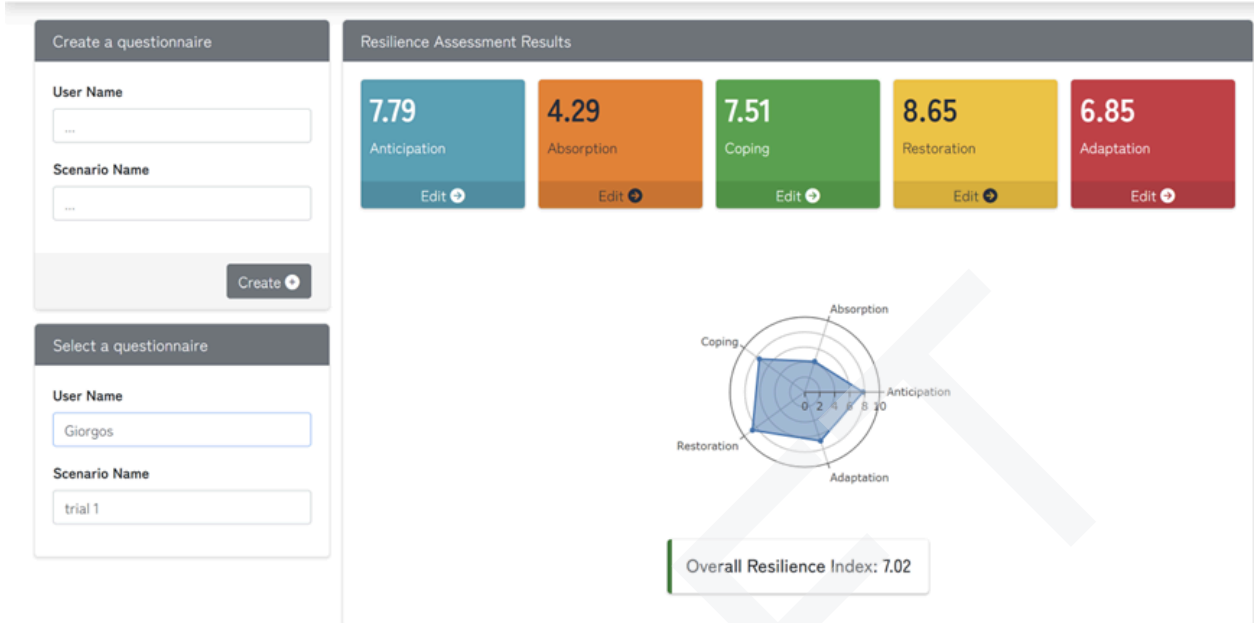 Create a questionnaire
User Name
...
Scenario Name
...
Create
Select a questionnaire
User Name
Giorgos
Scenario Name
trial 1
Resilience Assessment Results
7.79
Anticipation
Edit
4.29
Absorption
Edit
7.51
Coping
Edit
8.65
Restoration
Edit
6.85
Adaptation
Edit
Absorption
Coping
Anticipation
0 2 4 6 8 10
Restoration
Adaptation
Overall Resilience Index: 7.02